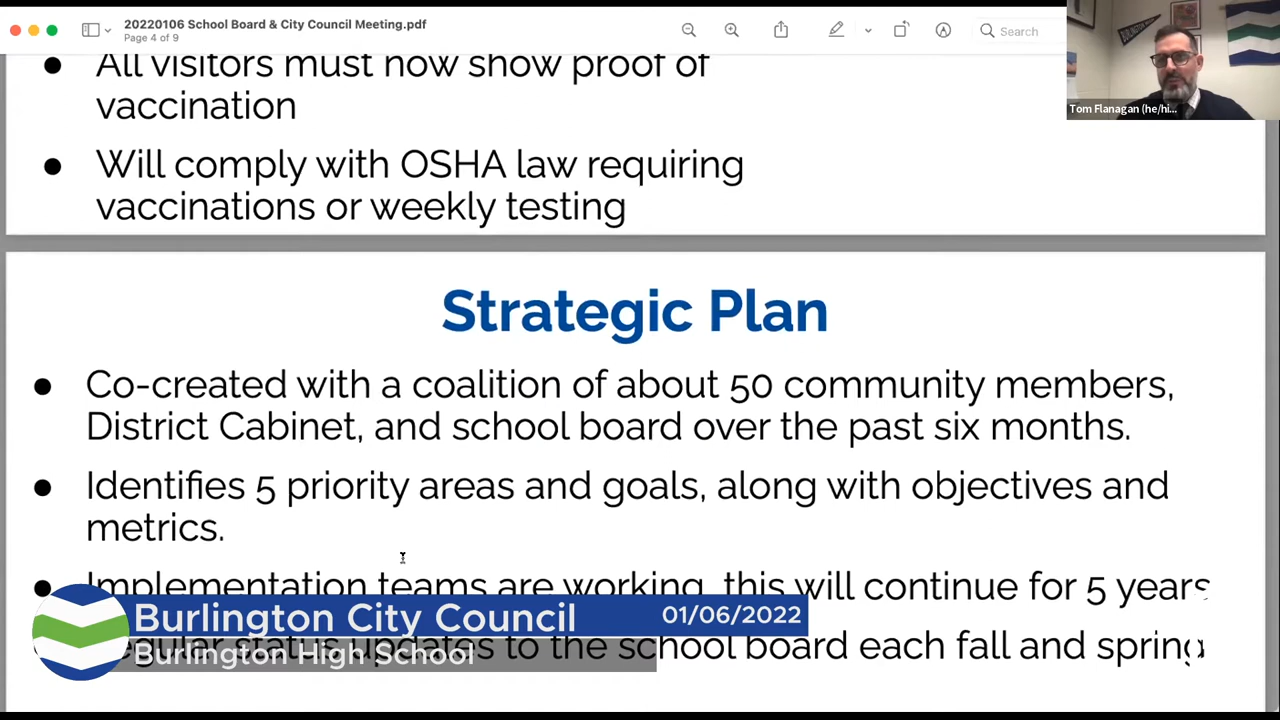 20220106 School Board & City Council Meeting.pdf
Page 4 of 9
Search
Tom Flanagan (he/hi...
● All visitors must now show proof of
vaccination
● Will comply with OSHA law requiring
vaccinations or weekly testing
Strategic Plan
● Co-created with a coalition of about 50 community members,
District Cabinet, and school board over the past six months.
● Identifies 5 priority areas and goals, along with objectives and
metrics.
● Implementation teams are working, this will continue for 5 years
Regular status updates to the school board each fall and spring
Burlington City Council
01/06/2022
Burlington High School